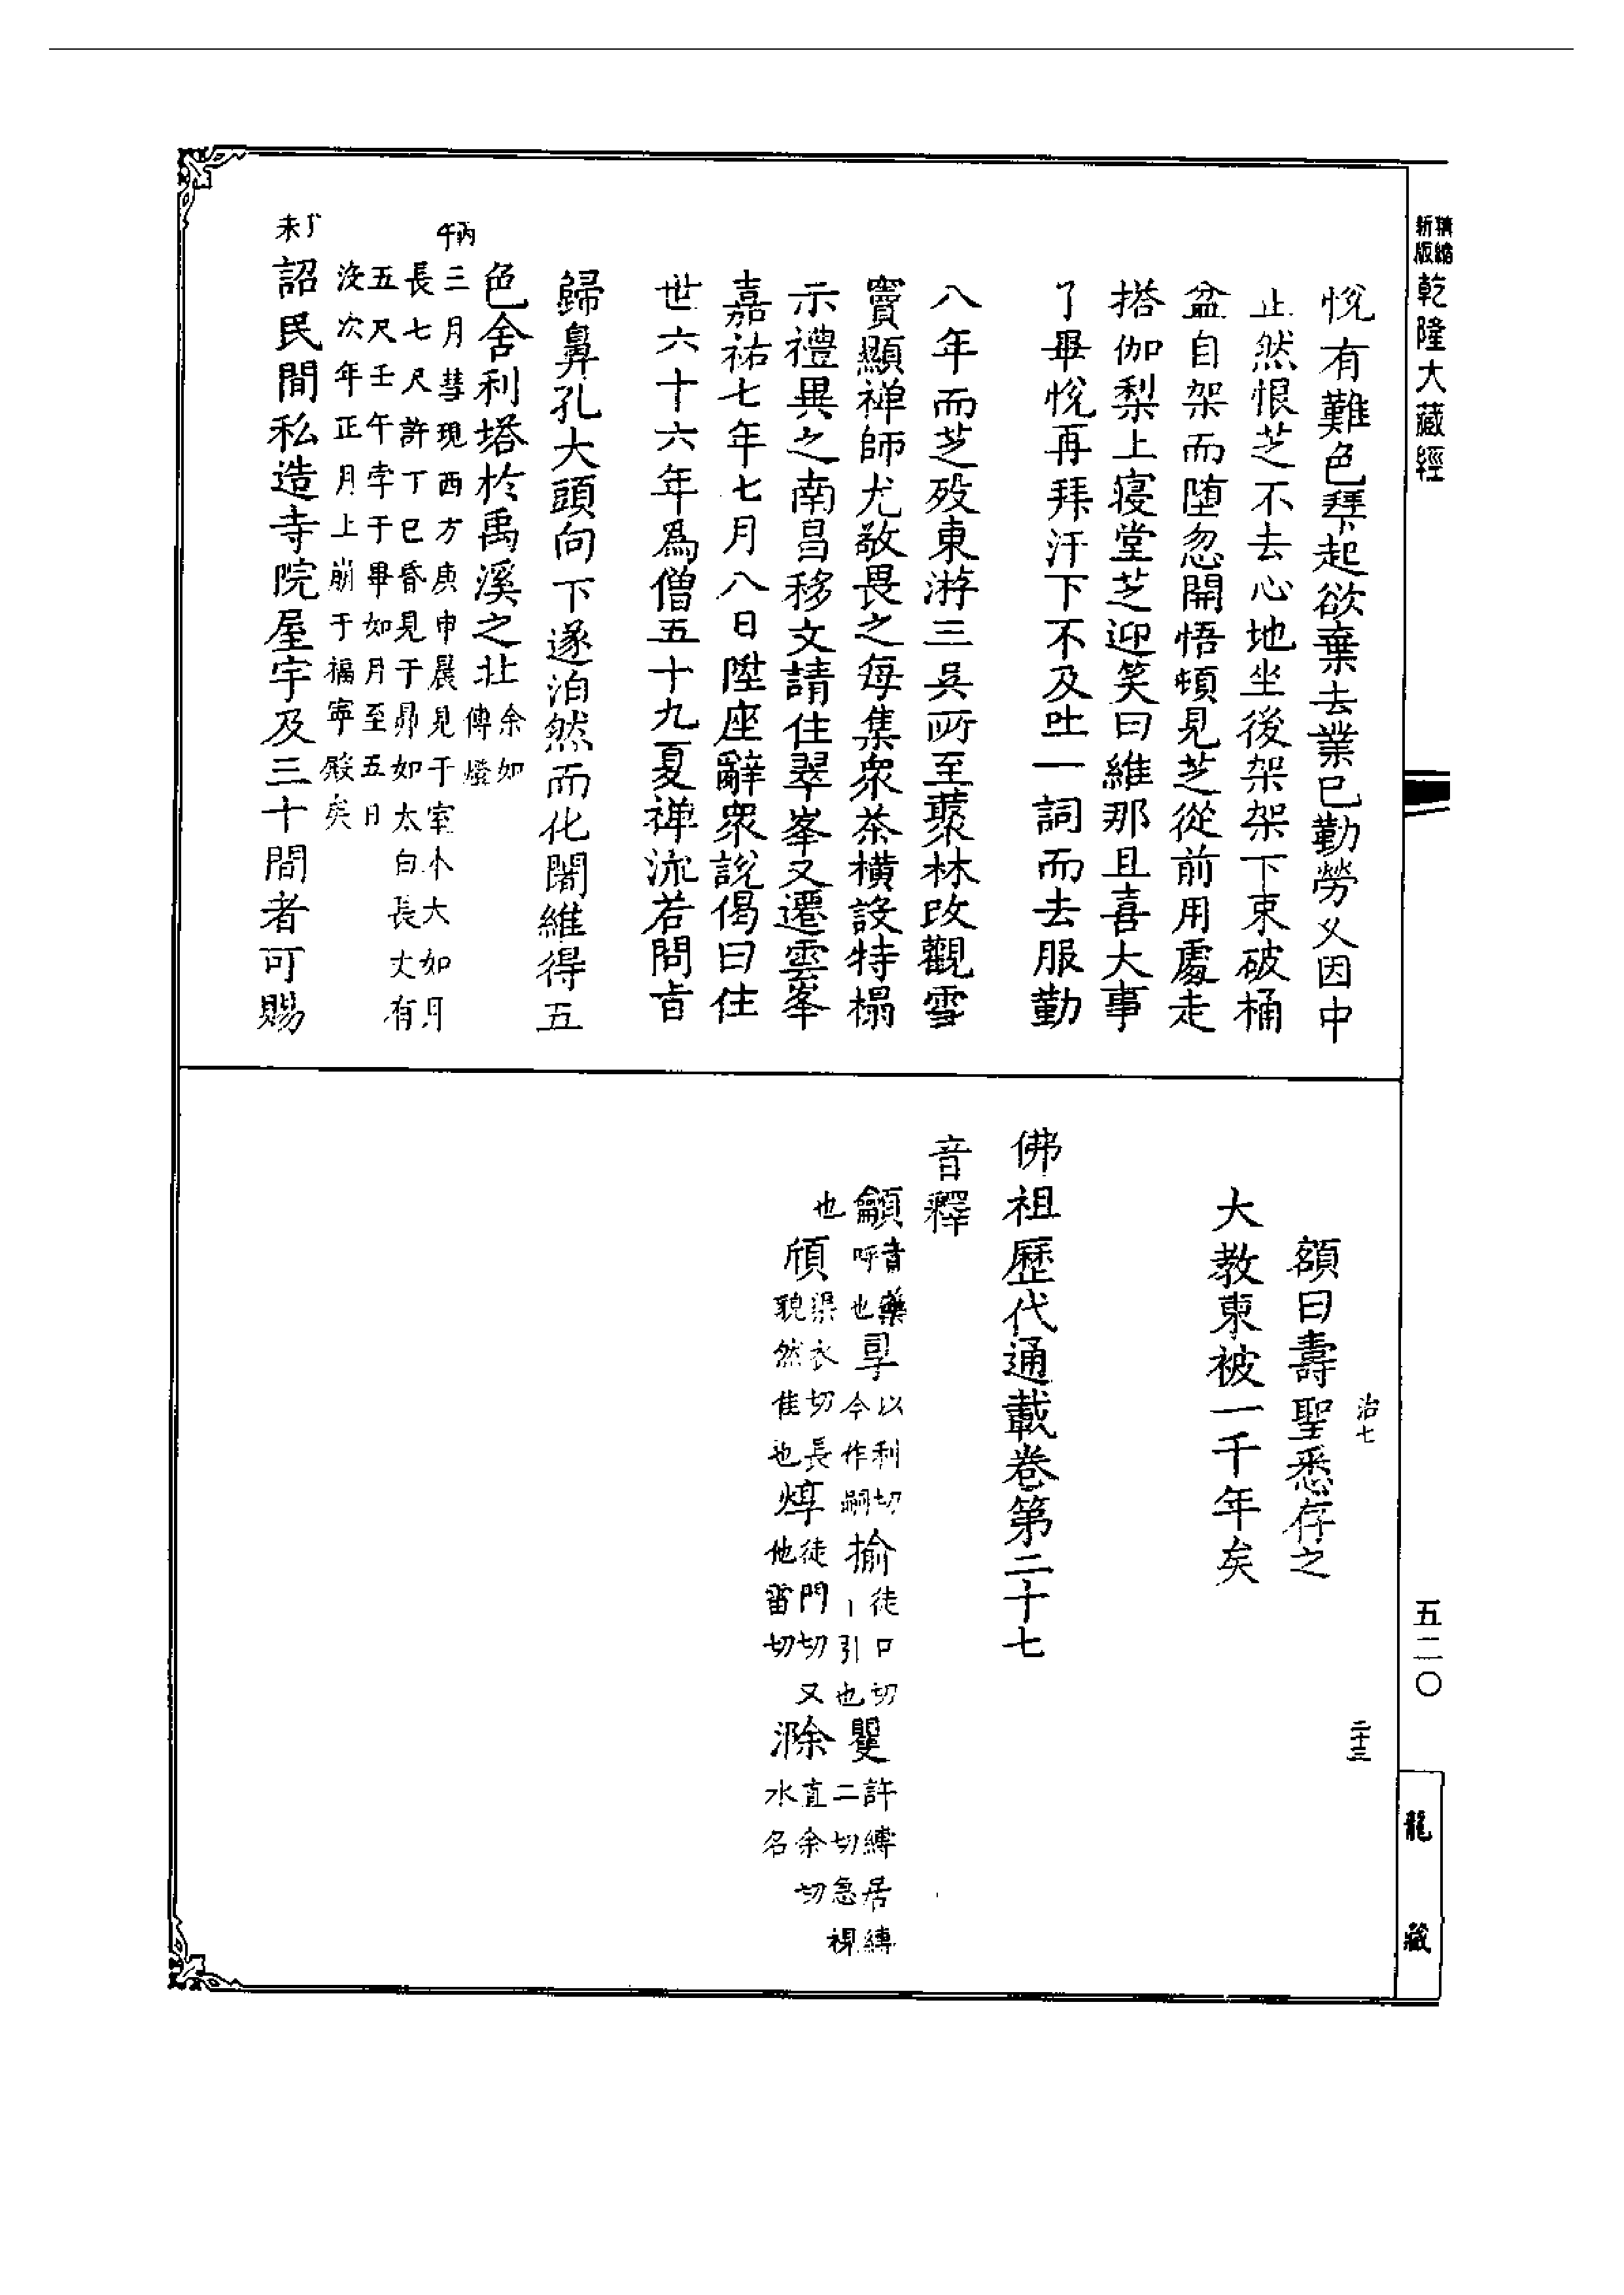 精縮
新版
乾隆大藏經
悅有難色拜起欲棄去業已勤勞又因中
止然恨芝不去心地坐後架架下束破桶
盆自架而墮忽開悟頓見芝從前用處走
搭伽梨上寢堂芝迎笑曰維那且喜大事
了畢悅再拜汗下不及吐一詞而去服勤
八年而芝歿東游三吳所至藂林改觀雪
竇顯禅師尤敬畏之每集衆茶橫設特榻
示禮異之南昌移文請住翠峯又遷雲峯
嘉祐七年七月八日陞座辭衆說偈曰住
世六十六年爲僧五十九夏禅流若問旨
歸鼻孔大頭向下遂泊然而化闍維得五
色舍利塔於禹溪之北
余如
傳燈
丙午
三月彗現西方庚申晨見于室本大如月
長七尺許丁巳昏見于昴如太白長丈有
五尺壬午孛于畢如月至五日
没次年正月上崩于福寧殿矣
丁未
詔民間私造寺院屋宇及三十間者可賜
治七
二十三
額曰壽聖悉存之
大教東被一千年矣
佛祖歷代通載卷第二十七
音釋
籲
音藥
呼也
𠭇
以利切
今作嗣
揄
徒口切
丨引也
矍
許縛居縛
二切急視
也
頎
渠衣切長
貌然佳也
焞
徒門切又
他雷切
滁
直余切
水名
五二〇
龍藏